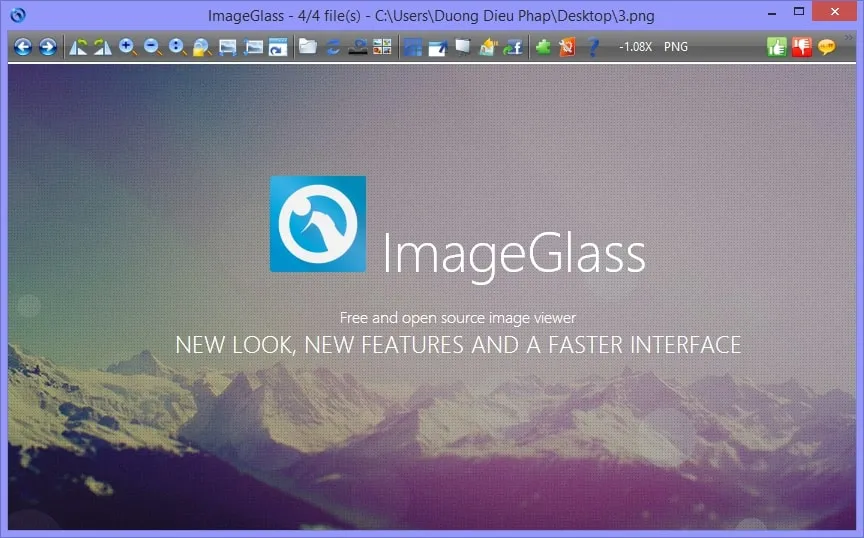 ImageGlass - 4/4 file(s) - C:\Users\Duong Dieu Phap\Desktop\3.png
-1.08X PNG
ImageGlass
Free and open source image viewer
NEW LOOK, NEW FEATURES AND A FASTER INTERFACE